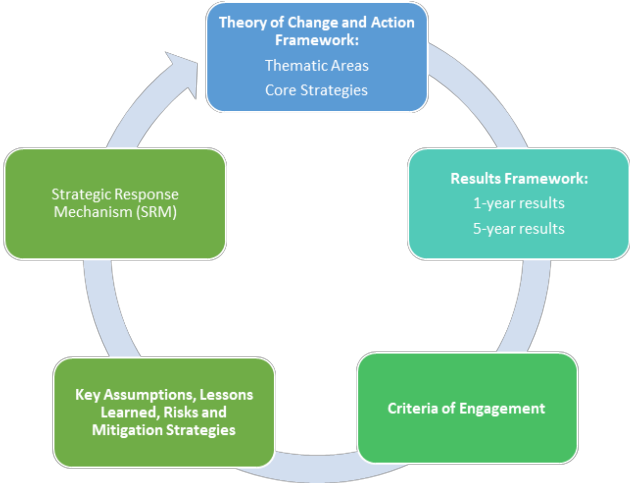 Theory of Change and Action
Framework:
Thematic Areas
Core Strategies
Results Framework:
1-year results
5-year results
Criteria of Engagement
Key Assumptions, Lessons
Learned, Risks and
Mitigation Strategies
Strategic Response
Mechanism (SRM)